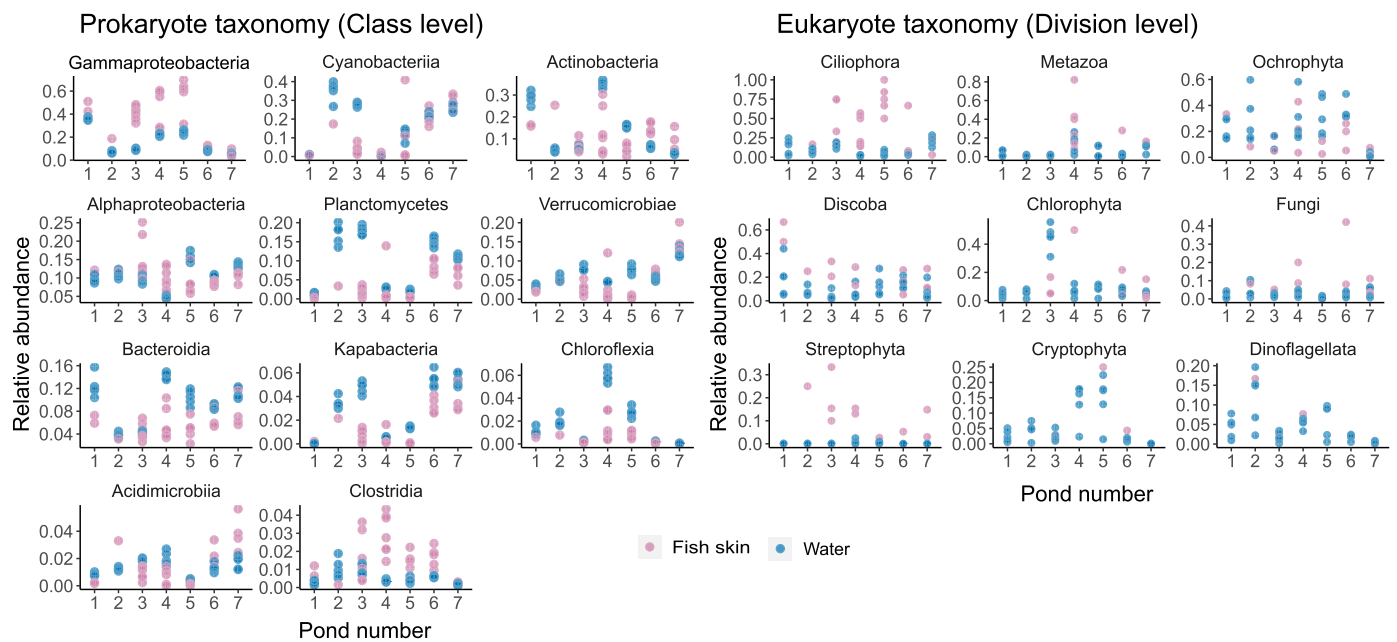 Prokaryote taxonomy (Class level)
Eukaryote taxonomy (Division level)
Relative abundance
Gammaproteobacteria
0.6
0.4
0.2
0.0
1 2 3 4 5 6 7
Cyanobacteriia
0.4
0.3
0.2
0.1
0.0
1 2 3 4 5 6 7
Actinobacteria
0.3
0.2
0.1
1 2 3 4 5 6 7
Alphaproteobacteria
0.25
0.20
0.15
0.10
0.05
1 2 3 4 5 6 7
Planctomycetes
0.20
0.15
0.10
0.05
0.00
1 2 3 4 5 6 7
Verrucomicrobiae
0.20
0.15
0.10
0.05
0.00
1 2 3 4 5 6 7
Bacteroidia
0.16
0.12
0.08
0.04
1 2 3 4 5 6 7
Kapabacteria
0.06
0.04
0.02
0.00
1 2 3 4 5 6 7
Chloroflexia
0.06
0.04
0.02
0.00
1 2 3 4 5 6 7
Acidimicrobiia
0.04
0.02
0.00
1 2 3 4 5 6 7
Clostridia
0.04
0.03
0.02
0.01
0.00
1 2 3 4 5 6 7
Pond number
Relative abundance
Ciliophora
1.00
0.75
0.50
0.25
0.00
1 2 3 4 5 6 7
Metazoa
0.8
0.6
0.4
0.2
0.0
1 2 3 4 5 6 7
Ochrophyta
0.6
0.4
0.2
0.0
1 2 3 4 5 6 7
Discoba
0.6
0.4
0.2
0.0
1 2 3 4 5 6 7
Chlorophyta
0.4
0.2
0.0
1 2 3 4 5 6 7
Fungi
0.4
0.3
0.2
0.1
0.0
1 2 3 4 5 6 7
Streptophyta
0.3
0.2
0.1
0.0
1 2 3 4 5 6 7
Cryptophyta
0.25
0.20
0.15
0.10
0.05
0.00
1 2 3 4 5 6 7
Dinoflagellata
0.20
0.15
0.10
0.05
0.00
1 2 3 4 5 6 7
Pond number
Fish skin
Water